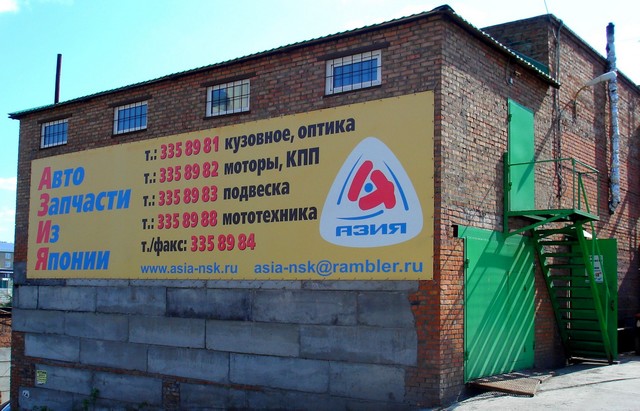 Авто
Запчасти
Из
Японии
т.: 335 89 81 кузовное, оптика
т.: 335 89 82 моторы, КПП
т.: 335 89 83 подвеска
т.: 335 89 88 мототехника
т./факс: 335 89 84
АЗИЯ
www.asia-nsk.ru asia-nsk@rambler.ru